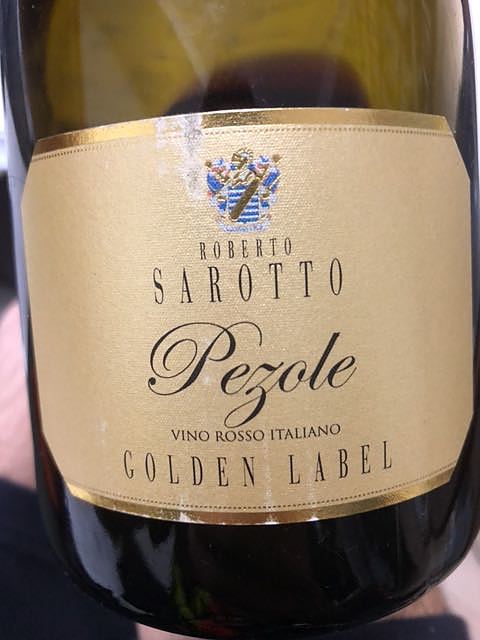 ROBERTO
SAROTTO
Pezole
VINO ROSSO ITALIANO
GOLDEN LABEL